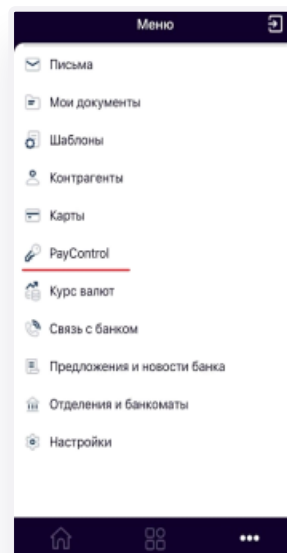 Меню
Письма
Мои документы
Шаблоны
Контрагенты
Карты
PayControl
Курс валют
Связь с банком
Предложения и новости банка
Отделения и банкоматы
Настройки